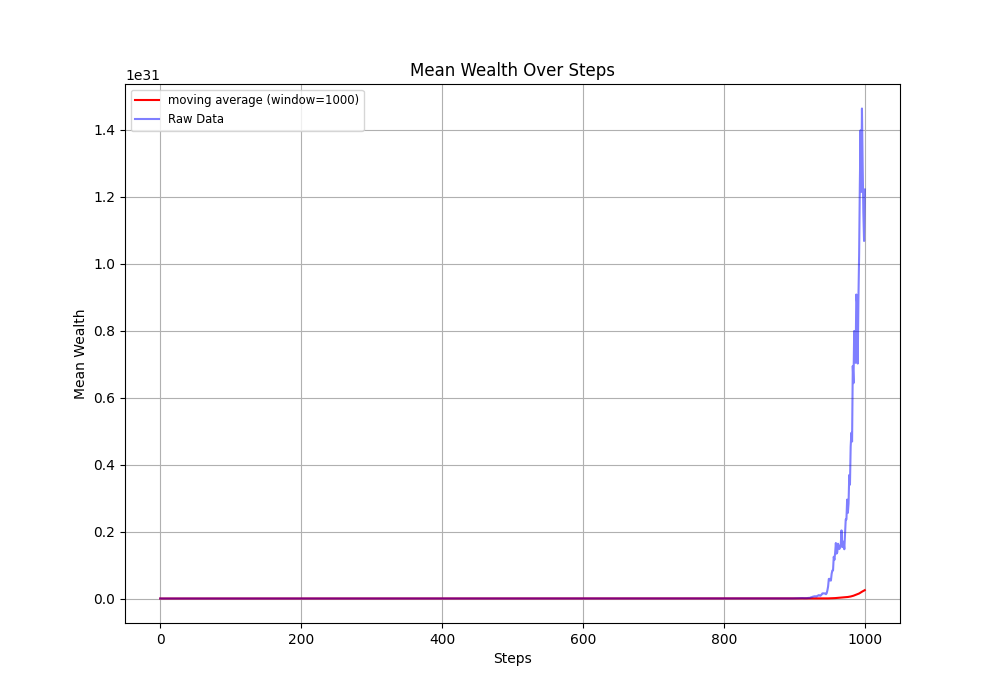 Mean Wealth Over Steps
1e31
moving average (window=1000)
Raw Data
1.4
1.2
1.0
0.8
0.6
0.4
0.2
0.0
Mean Wealth
0 200 400 600 800 1000
Steps